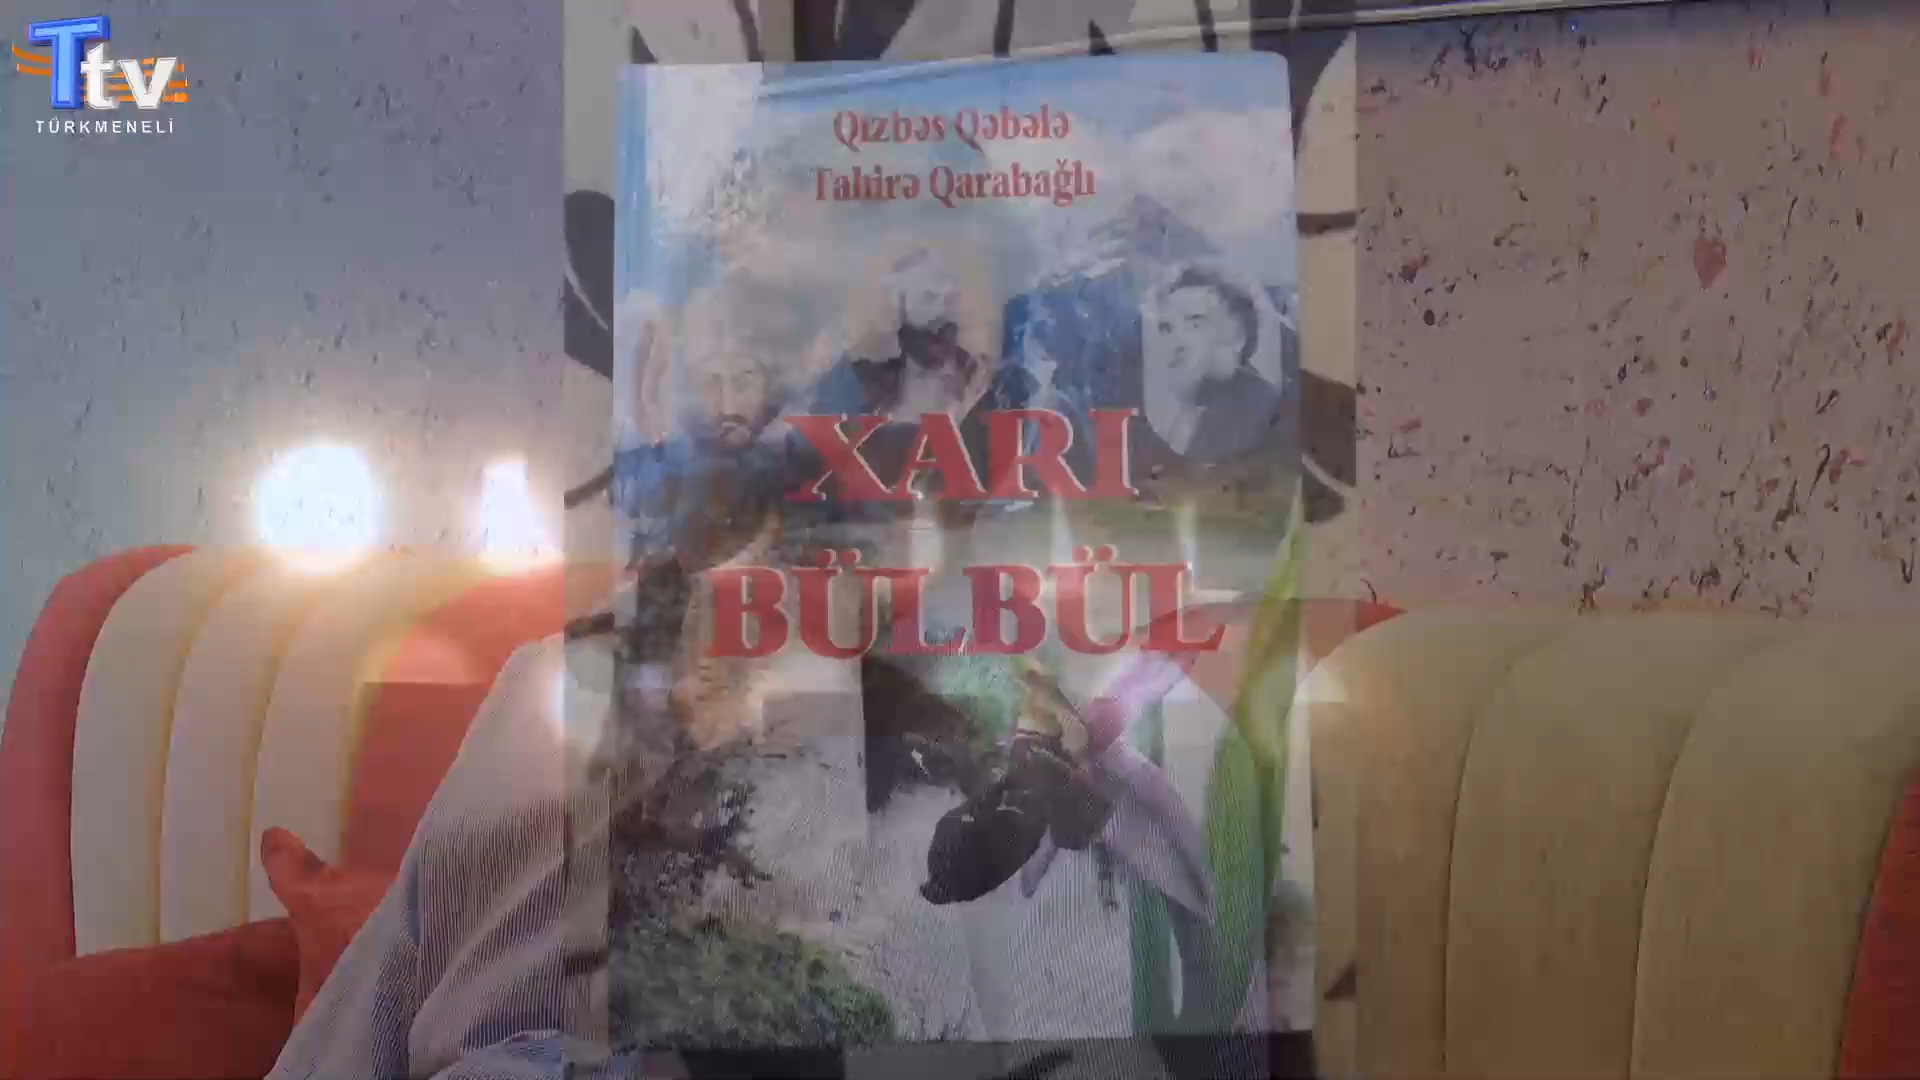 Ttv
TÜRKMENELİ
Qızbəs Qəbələ
Tahirə Qarabağlı
XARI
BÜLBÜL